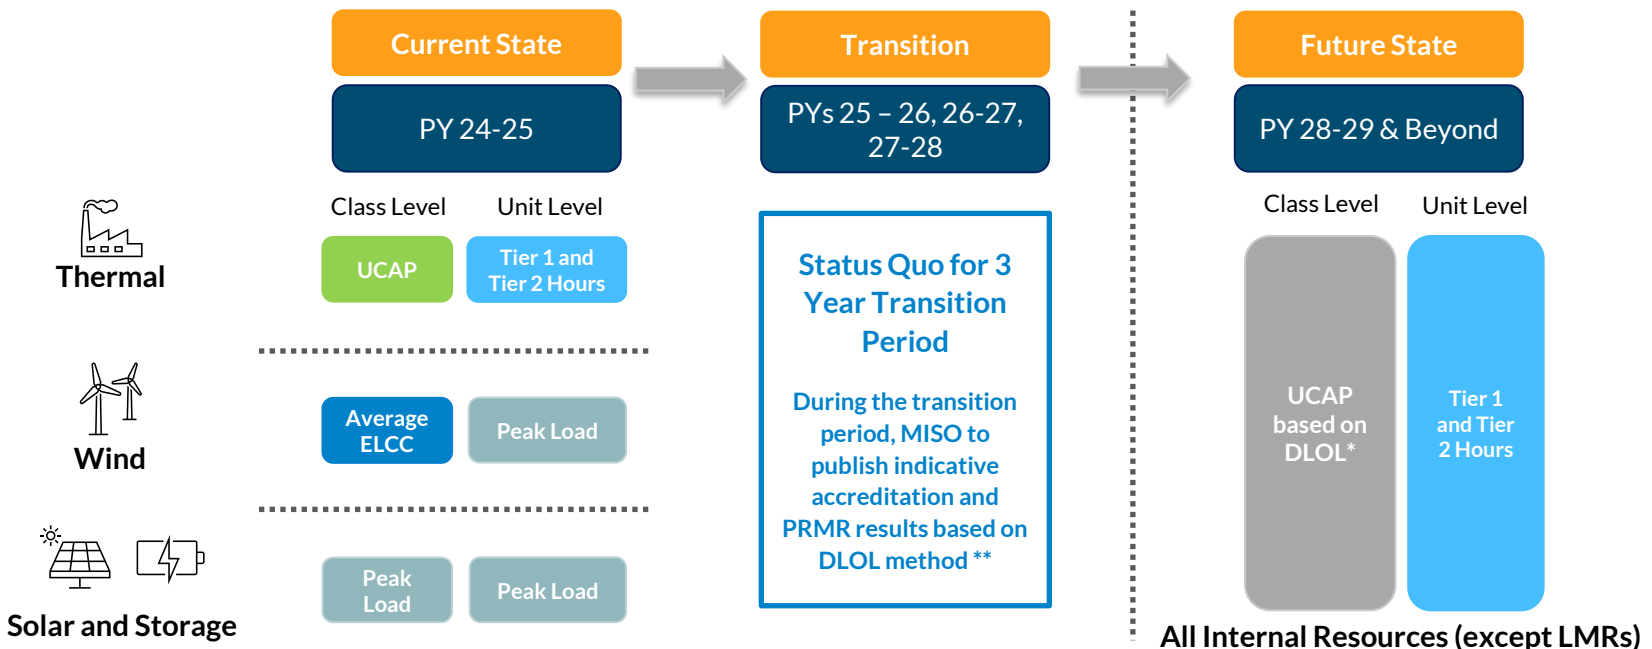 Current State
Transition
Future State
PY 24-25
PYs 25 – 26, 26-27,
27-28
PY 28-29 & Beyond
Class Level
Unit Level
Class Level
Unit Level
Thermal
UCAP
Tier 1 and
Tier 2 Hours
Wind
Average
ELCC
Peak Load
Solar and Storage
Peak
Load
Peak Load
Status Quo for 3
Year Transition
Period
During the transition
period, MISO to
publish indicative
accreditation and
PRMR results based on
DLOL method **
UCAP
based on
DLOL*
Tier 1
and Tier
2 Hours
All Internal Resources (except LMRs)